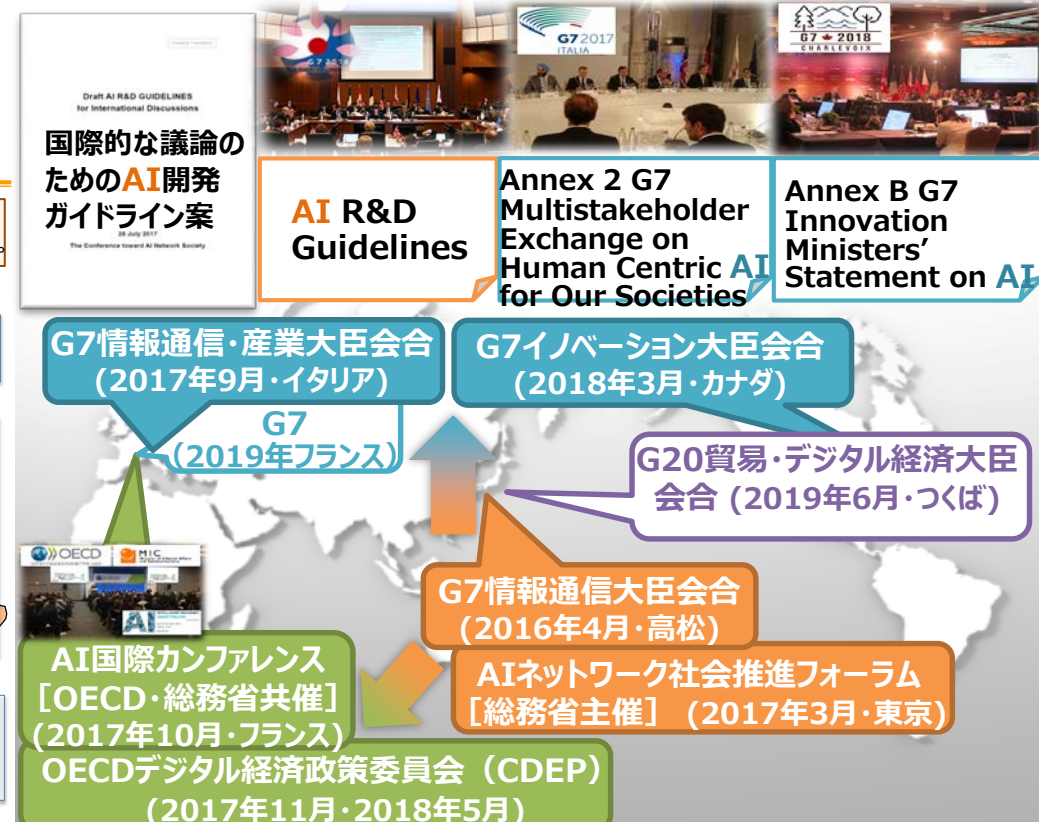 Draft AI R&D GUIDELINES
for International Discussions
国際的な議論の
ためのAI開発
ガイドライン案
28 July 2017
The Conference toward AI Network Society
G7 2016
G7 2017
ITALIA
G7 2018
CHARLEVOIX
AI R&D
Guidelines
Annex 2 G7
Multistakeholder
Exchange on
Human Centric AI
for Our Societies
Annex B G7
Innovation
Ministers’
Statement on AI
。
G7情報通信・産業大臣会合
(2017年9月・イタリア)
G7イノベーション大臣会合
(2018年3月・カナダ)
G7
（2019年フランス）
G20貿易・デジタル経済大臣
会合 (2019年6月・つくば)
OECD
MIC
AI
G7情報通信大臣会合
(2016年4月・高松)
AIネットワーク社会推進フォーラム
［総務省主催］ (2017年3月・東京)
AI国際カンファレンス
［OECD・総務省共催］
(2017年10月・フランス)
OECDデジタル経済政策委員会（CDEP）
(2017年11月・2018年5月)